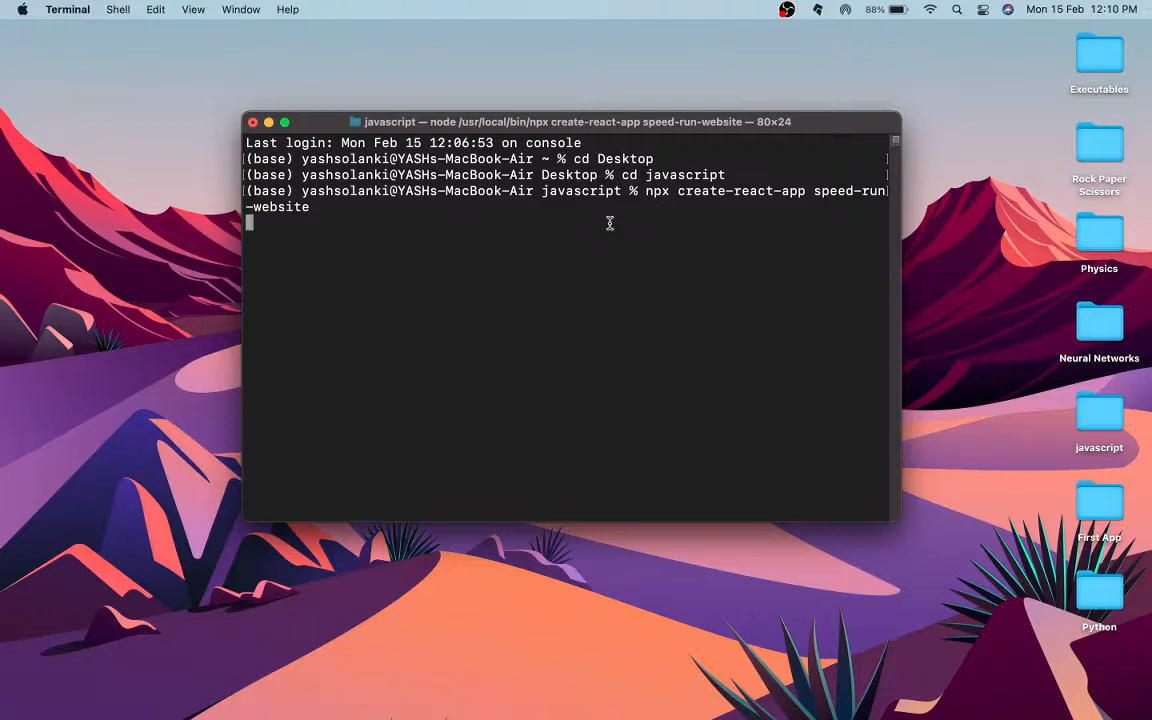 Terminal Shell Edit View Window Help 88% Mon 15 Feb 12:10 PM
javascript — node /usr/local/bin/npx create-react-app speed-run-website — 80×24
Last login: Mon Feb 15 12:06:53 on console
[(base) yashsolanki@YASHs-MacBook-Air ~ % cd Desktop ]
[(base) yashsolanki@YASHs-MacBook-Air Desktop % cd javascript ]
[(base) yashsolanki@YASHs-MacBook-Air javascript % npx create-react-app speed-run]
-website
Executables
Rock Paper
Scissors
Physics
Neural Networks
javascript
First App
Python